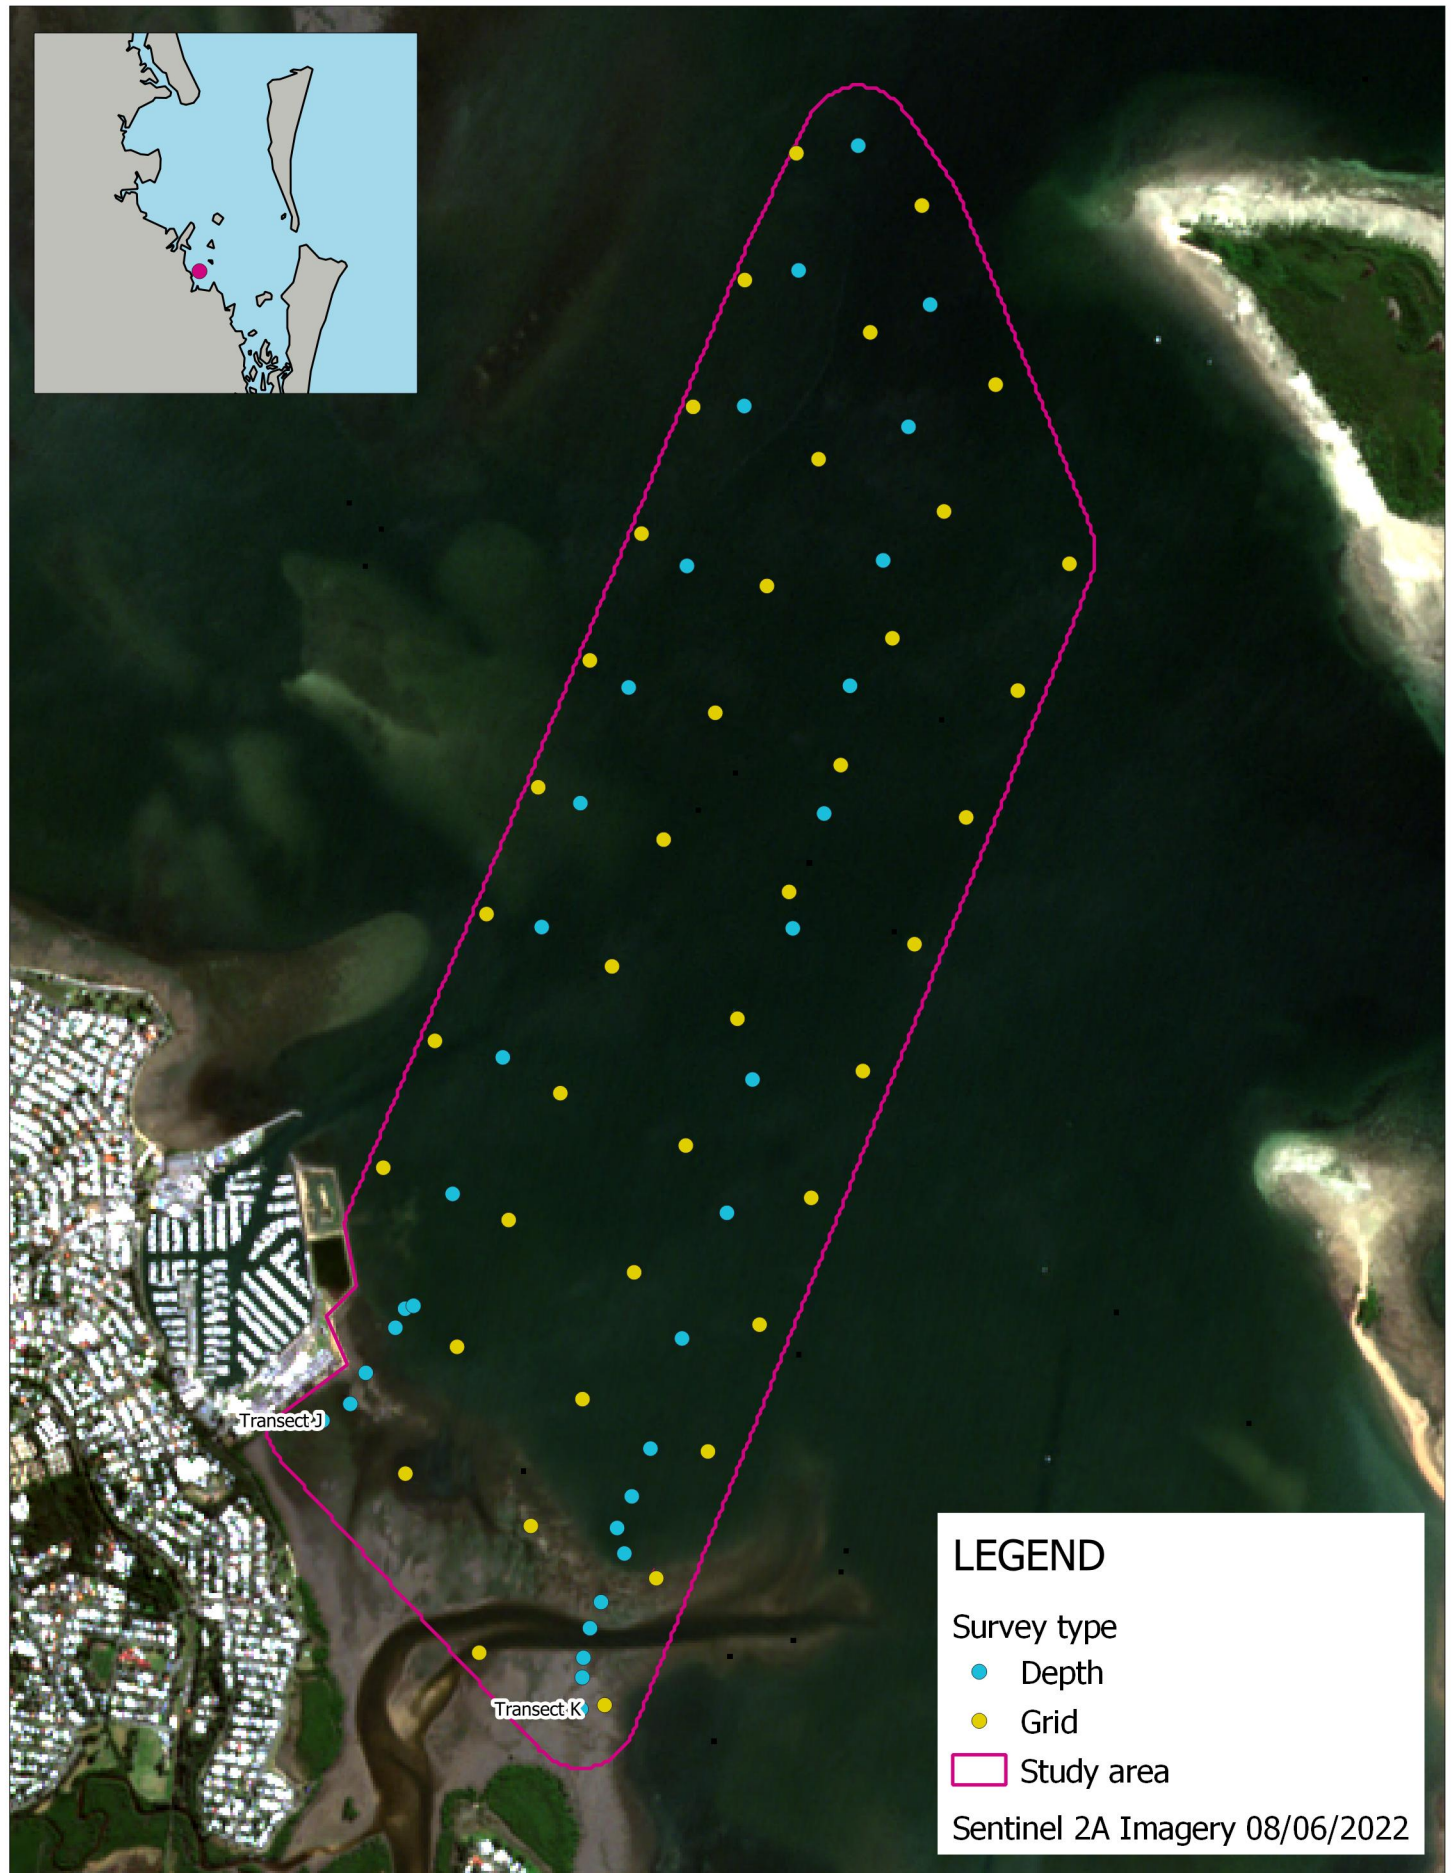 Transect J
Transect K
LEGEND
Survey type
Depth
Grid
Study area
Sentinel 2A Imagery 08/06/2022